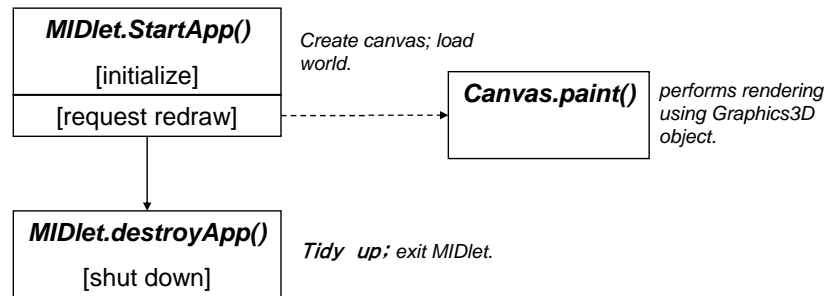 MIDlet.StartApp()
[initialize]
[request redraw]
Create canvas; load
world.
Canvas.paint()
performs rendering
using Graphics3D
object.
MIDlet.destroyApp()
[shut down]
Tidy up; exit MIDlet.